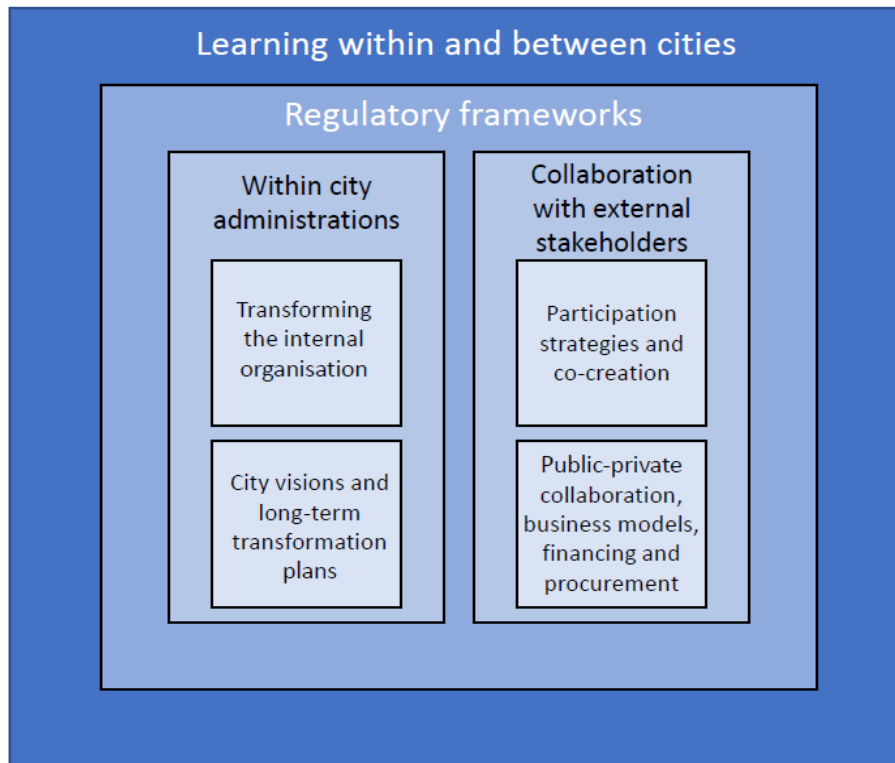 Learning within and between cities
Regulatory frameworks
Within city
administrations
Transforming
the internal
organisation
City visions and
long-term
transformation
plans
Collaboration
with external
stakeholders
Participation
strategies and
co-creation
Public-private
collaboration,
business models,
financing and
procurement